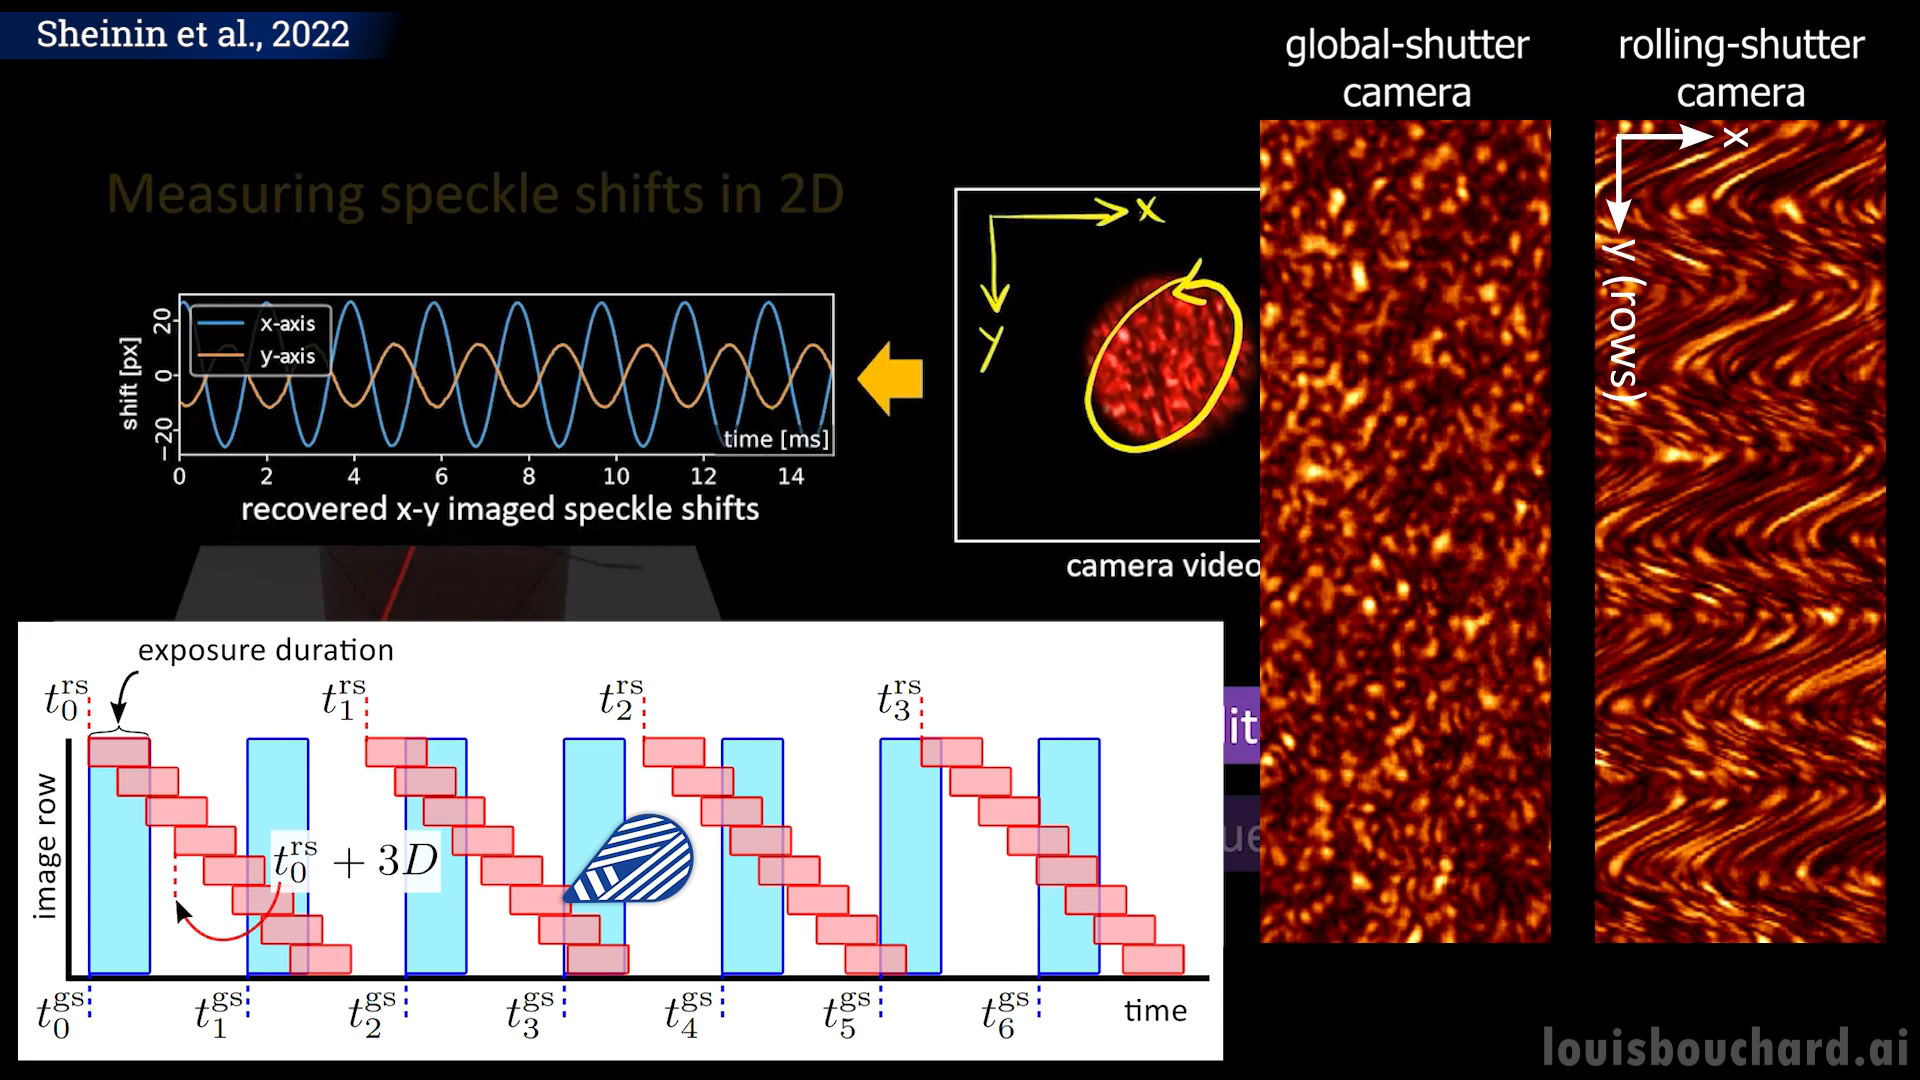 Sheinin et al., 2022
global-shutter
camera
rolling-shutter
camera
Measuring speckle shifts in 2D
x
y
x
y (rows)
shift [px]
20
0
−20
x-axis
y-axis
time [ms]
0 2 4 6 8 10 12 14
recovered x-y imaged speckle shifts
camera video
exposure duration
t₀ʳˢ t₁ʳˢ t₂ʳˢ t₃ʳˢ
image row
t₀ʳˢ + 3D
t₀ᵍˢ t₁ᵍˢ t₂ᵍˢ t₃ᵍˢ t₄ᵍˢ t₅ᵍˢ t₆ᵍˢ
time
louisbouchard.ai